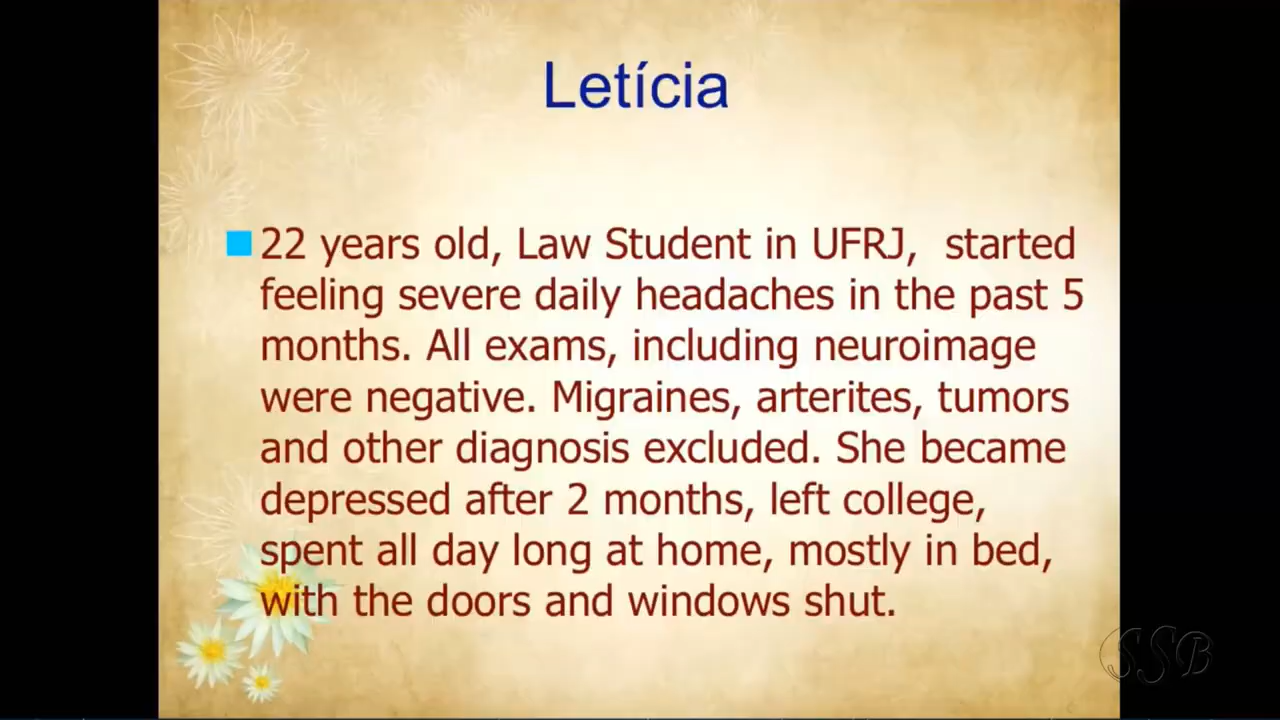 Letícia
22 years old, Law Student in UFRJ, started
feeling severe daily headaches in the past 5
months. All exams, including neuroimage
were negative. Migraines, arterites, tumors
and other diagnosis excluded. She became
depressed after 2 months, left college,
spent all day long at home, mostly in bed,
with the doors and windows shut.
SSB